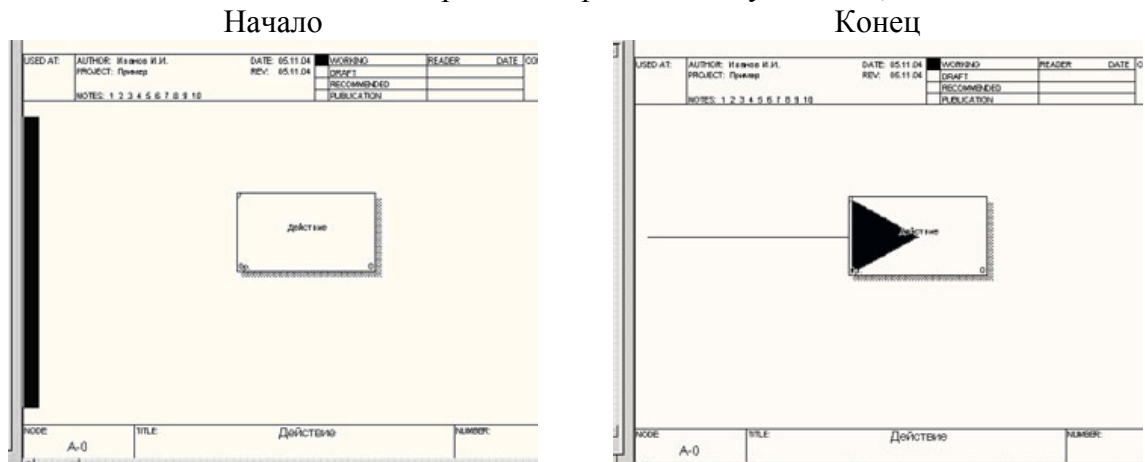 Начало
Конец
USED AT:
AUTHOR: Иванов И.И.
DATE: 05.11.04
WORKING
READER
DATE
PROJECT: Пример
REV: 05.11.04
DRAFT
RECOMMENDED
NOTES: 1 2 3 4 5 6 7 8 9 10
PUBLICATION
Действие
NODE:
TITLE:
Действие
NUMBER:
A-0
USED AT:
AUTHOR: Иванов И.И.
DATE: 05.11.04
WORKING
READER
DATE
PROJECT: Пример
REV: 05.11.04
DRAFT
RECOMMENDED
NOTES: 1 2 3 4 5 6 7 8 9 10
PUBLICATION
Действие
NODE:
TITLE:
Действие
NUMBER:
A-0